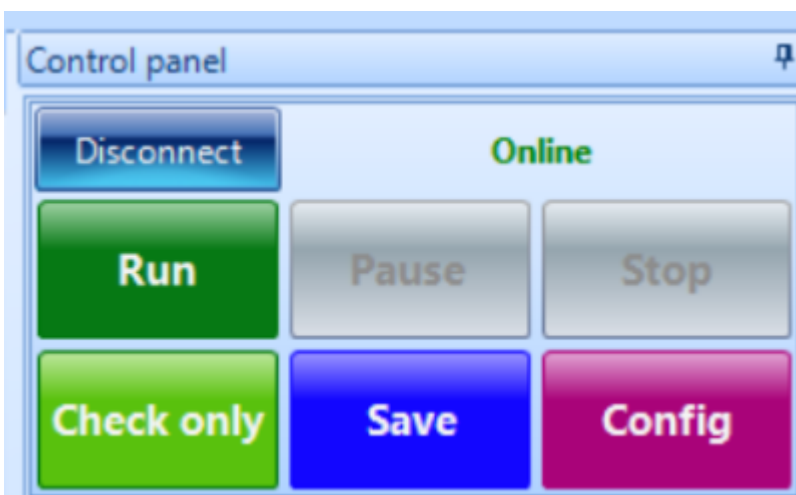 Control panel
Disconnect Online
Run Pause Stop
Check only Save Config